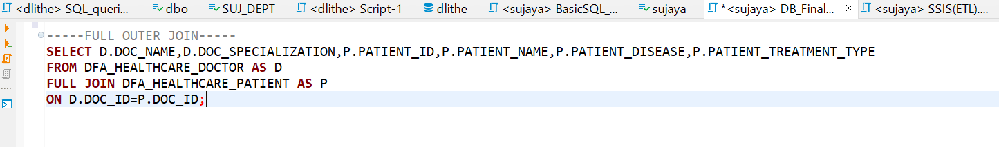 <dlithe> SQL_queri... dbo SUJ_DEPT <dlithe> Script-1 dlithe <sujaya> BasicSQL_... sujaya *<sujaya> DB_Final... <sujaya> SSIS(ETL)....
-----FULL OUTER JOIN-----
SELECT D.DOC_NAME,D.DOC_SPECIALIZATION,P.PATIENT_ID,P.PATIENT_NAME,P.PATIENT_DISEASE,P.PATIENT_TREATMENT_TYPE
FROM DFA_HEALTHCARE_DOCTOR AS D
FULL JOIN DFA_HEALTHCARE_PATIENT AS P
ON D.DOC_ID=P.DOC_ID;